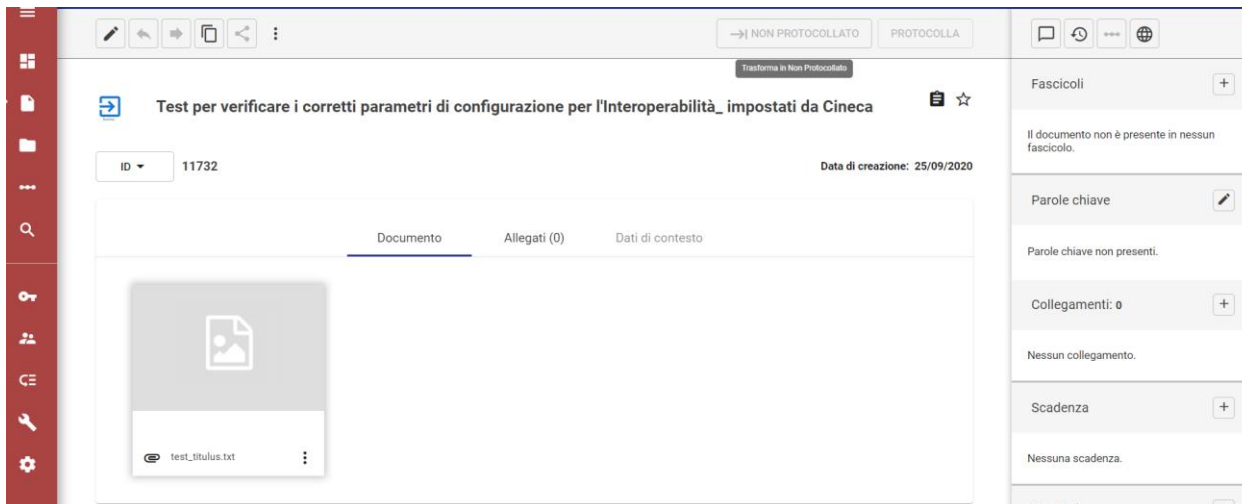 NON PROTOCOLLATO
PROTOCOLLA
Trasforma in Non Protocollato
Test per verificare i corretti parametri di configurazione per l'Interoperabilità_ impostati da Cineca
ID
11732
Data di creazione: 25/09/2020
Documento
Allegati (0)
Dati di contesto
test_titulus.txt
Fascicoli
Il documento non è presente in nessun
fascicolo.
Parole chiave
Parole chiave non presenti.
Collegamenti: 0
Nessun collegamento.
Scadenza
Nessuna scadenza.